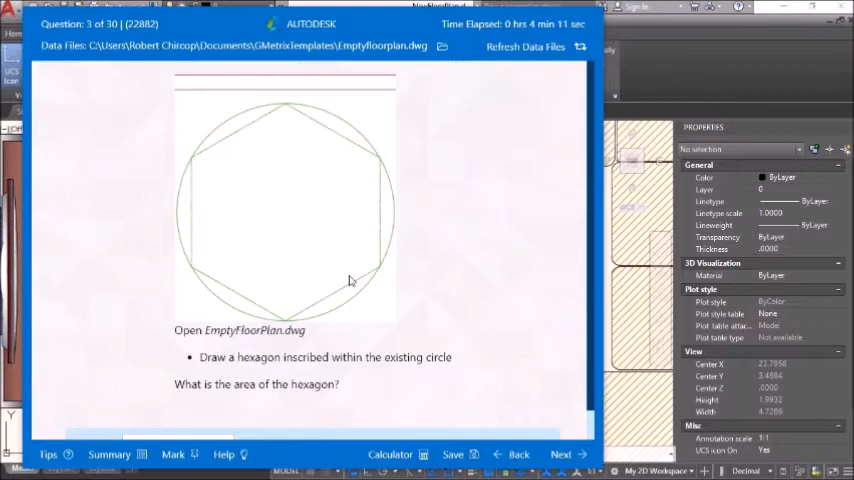 Question: 3 of 30 | (22882)
AUTODESK
Time Elapsed: 0 hrs 4 min 11 sec
Data Files: C:\Users\Robert Chircop\Documents\GMetrixTemplates\Emptyfloorplan.dwg
Refresh Data Files
Sign In
UCS
Icon
Open EmptyFloorPlan.dwg
• Draw a hexagon inscribed within the existing circle
What is the area of the hexagon?
Tips
Summary
Mark
Help
Calculator
Save
Back
Next
PROPERTIES
No selection
General
Color ByLayer
Layer 0
Linetype ByLayer
Linetype scale 1.0000
Lineweight ByLayer
Transparency ByLayer
Thickness .0000
3D Visualization
Material ByLayer
Plot style
Plot style ByColor
Plot style table None
Plot table attac... Model
Plot table type Not available
View
Center X 23.7958
Center Y 3.4684
Center Z .0000
Height 1.9932
Width 4.7266
Misc
Annotation scale 1:1
UCS icon On Yes
Y
MODEL
My 2D Workspace
Decimal